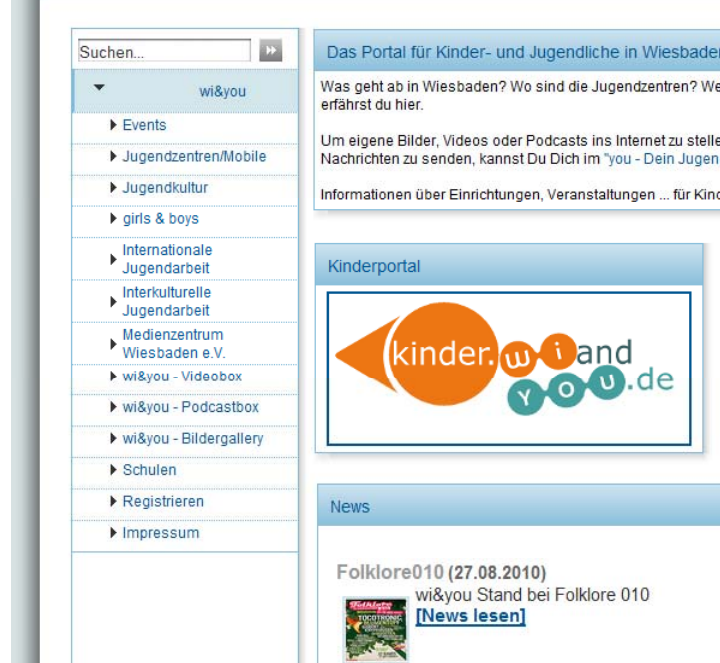 Suchen...
wi&you
Events
Jugendzentren/Mobile
Jugendkultur
girls & boys
Internationale
Jugendarbeit
Interkulturelle
Jugendarbeit
Medienzentrum
Wiesbaden e.V.
wi&you - Videobox
wi&you - Podcastbox
wi&you - Bildergallery
Schulen
Registrieren
Impressum
Das Portal für Kinder- und Jugendliche in Wiesbaden
Was geht ab in Wiesbaden? Wo sind die Jugendzentren? We
erfährst du hier.
Um eigene Bilder, Videos oder Podcasts ins Internet zu stelle
Nachrichten zu senden, kannst Du Dich im "you - Dein Jugen
Informationen über Einrichtungen, Veranstaltungen ... für Kind
Kinderportal
kinder.wiand
YOU.de
News
Folklore010 (27.08.2010)
wi&you Stand bei Folklore 010
[News lesen]
Folklore
TOCOTRONIC